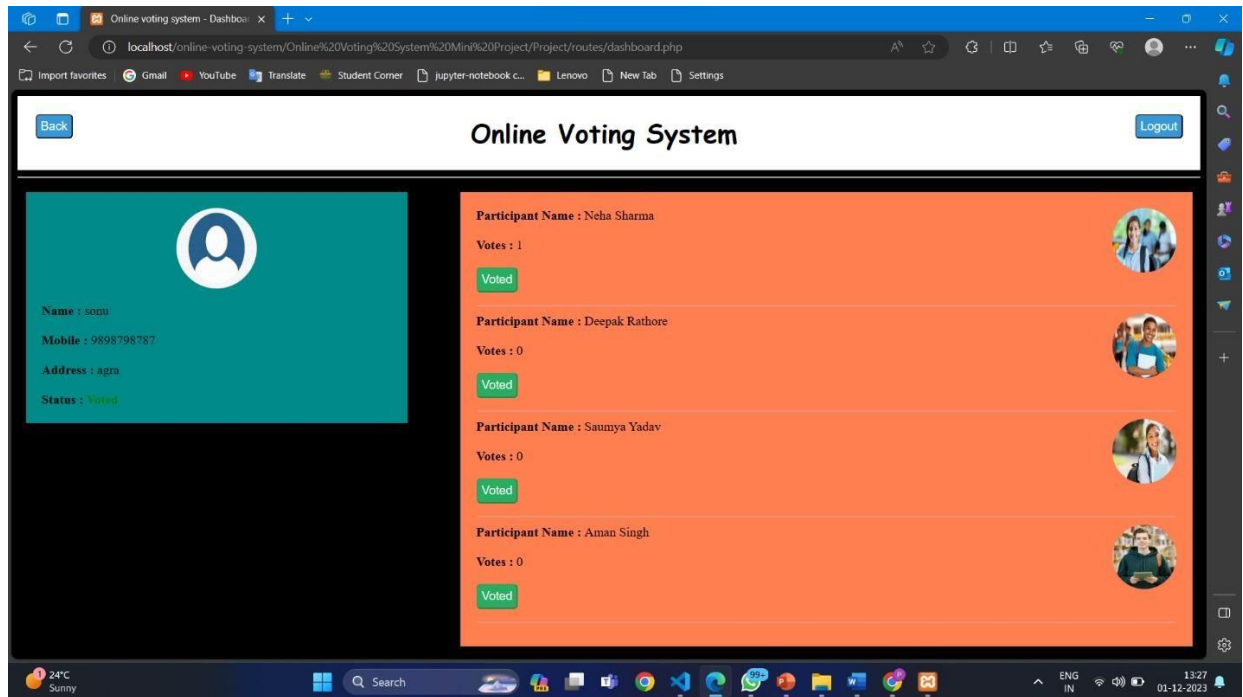 Online voting system - Dashboa
localhost/online-voting-system/Online%20Voting%20System%20Mini%20Project/Project/routes/dashboard.php
Import favorites Gmail YouTube Translate Student Corner jupyter-notebook c... Lenovo New Tab Settings
Back
Online Voting System
Logout
Name : sonu
Mobile : 9898798787
Address : agra
Status : Voted
Participant Name : Neha Sharma
Votes : 1
Voted
Participant Name : Deepak Rathore
Votes : 0
Voted
Participant Name : Saumya Yadav
Votes : 0
Voted
Participant Name : Aman Singh
Votes : 0
Voted
1
24°C
Sunny
Search
99+
ENG
IN
13:27
01-12-2023